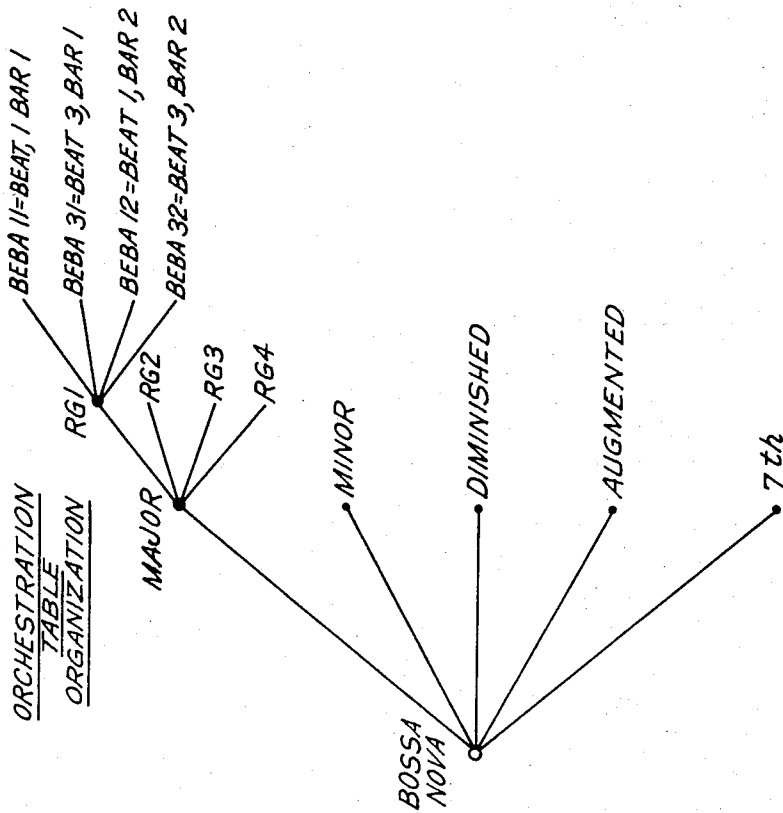 ORCHESTRATION
TABLE
ORGANIZATION
BOSSA
NOVA
MAJOR
MINOR
DIMINISHED
AUGMENTED
7th
RG1
RG2
RG3
RG4
BEBA 11=BEAT, 1 BAR 1
BEBA 31=BEAT 3, BAR 1
BEBA 12=BEAT 1, BAR 2
BEBA 32=BEAT 3, BAR 2